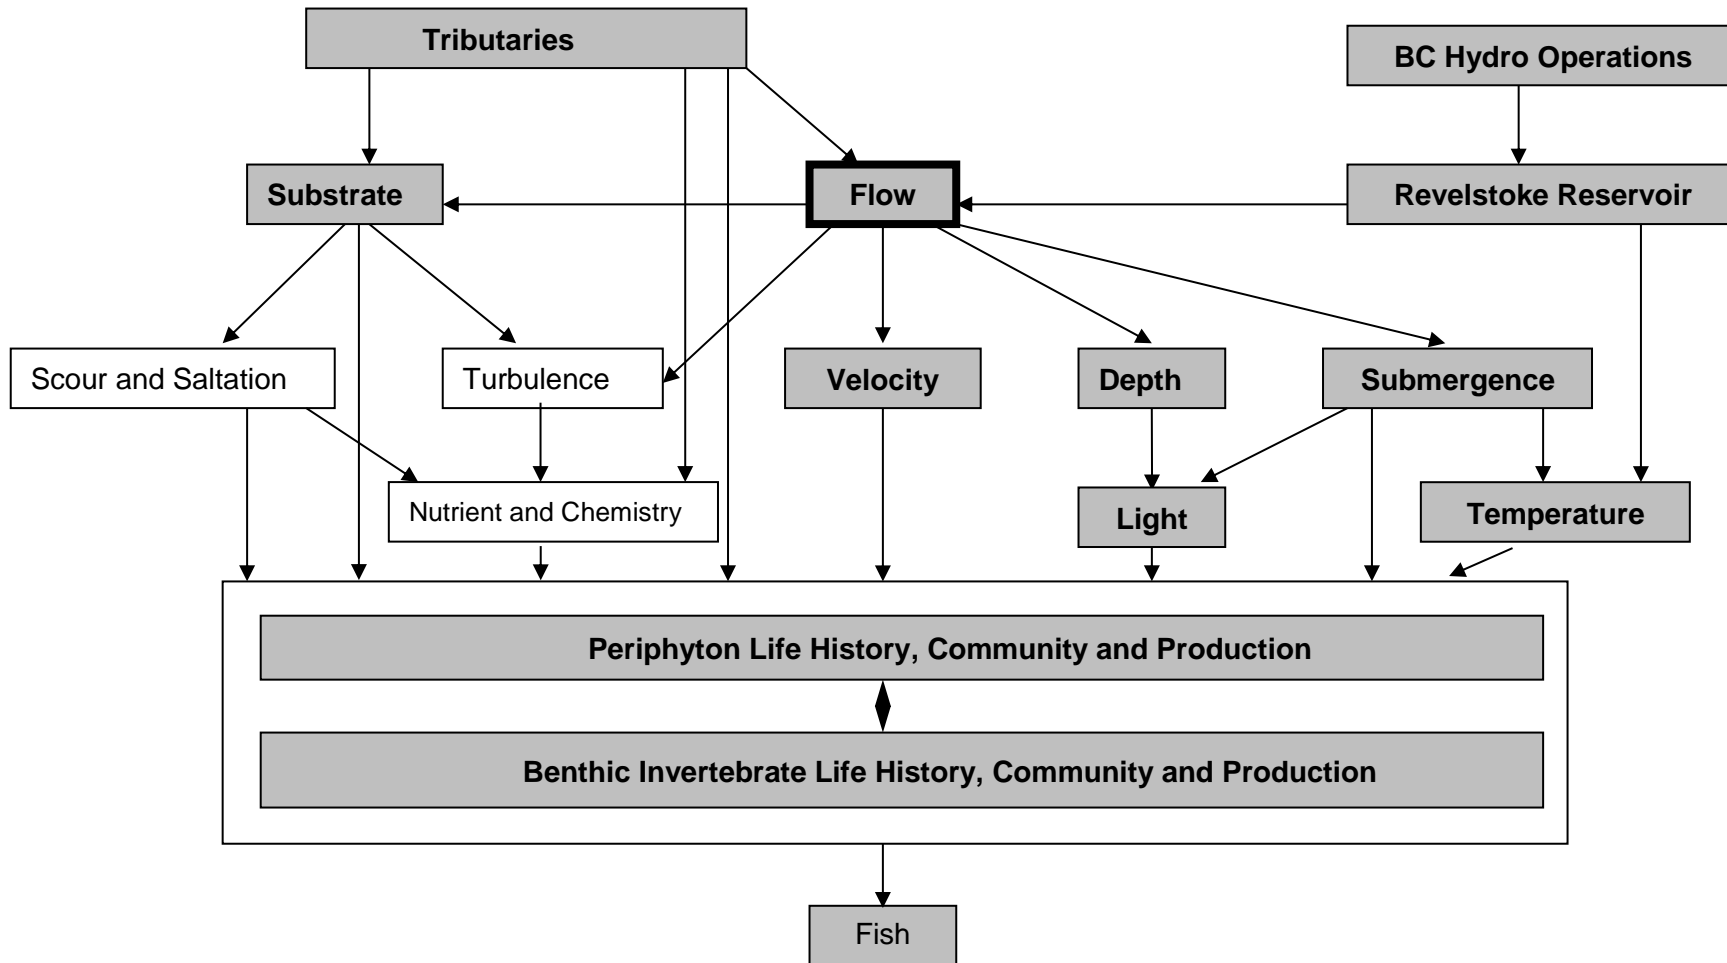 Tributaries
BC Hydro Operations
Substrate
Flow
Revelstoke Reservoir
Scour and Saltation
Turbulence
Velocity
Depth
Submergence
Nutrient and Chemistry
Light
Temperature
Periphyton Life History, Community and Production
Benthic Invertebrate Life History, Community and Production
Fish